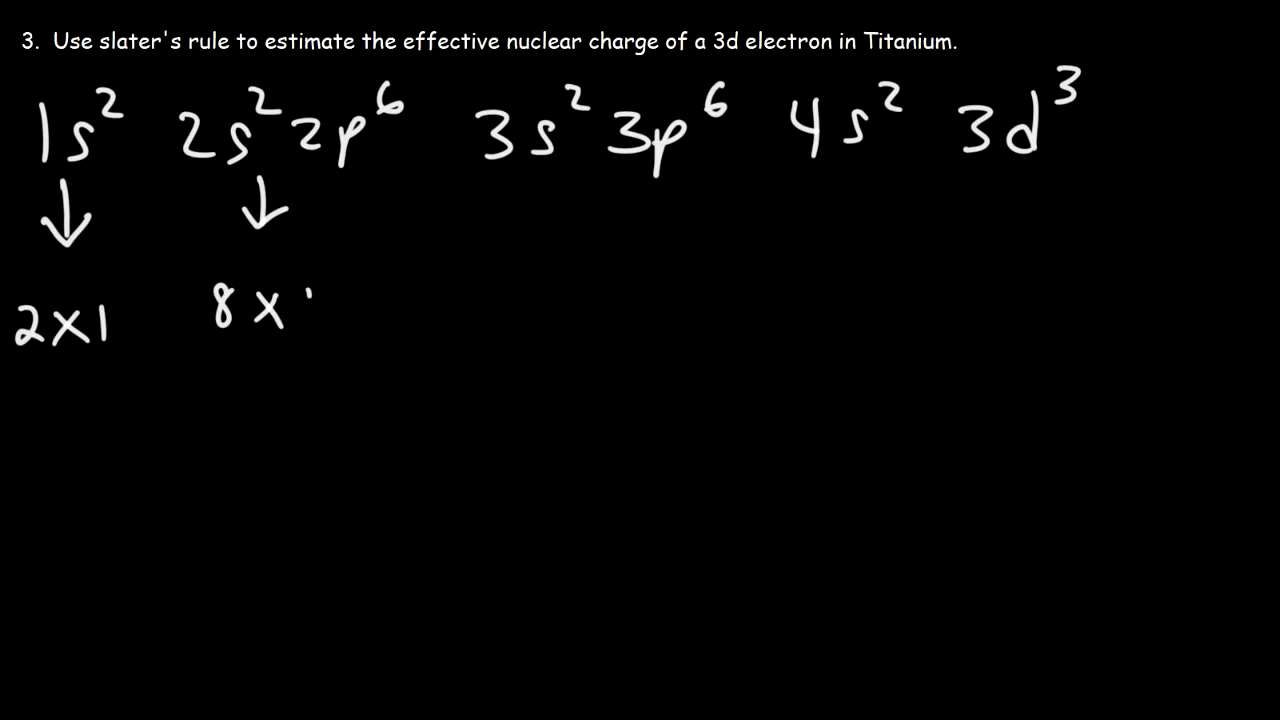 3. Use slater's rule to estimate the effective nuclear charge of a 3d electron in Titanium.
1s² 2s² 2p⁶ 3s² 3p⁶ 4s² 3d³
↓ ↓
2x1 8x